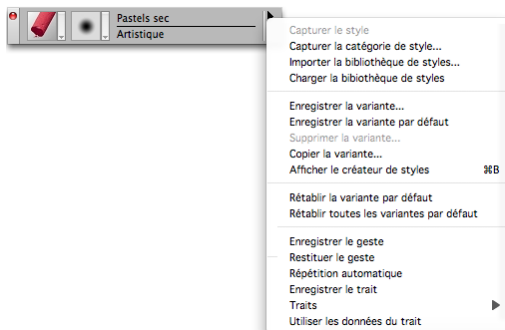 Pastels sec
Artistique
Capturer le style
Capturer la catégorie de style...
Importer la bibliothèque de styles...
Charger la bibiothèque de styles
Enregistrer la variante...
Enregistrer la variante par défaut
Supprimer la variante...
Copier la variante...
Afficher le créateur de styles ⌘B
Rétablir la variante par défaut
Rétablir toutes les variantes par défaut
Enregistrer le geste
Restituer le geste
Répétition automatique
Enregistrer le trait
Traits
Utiliser les données du trait